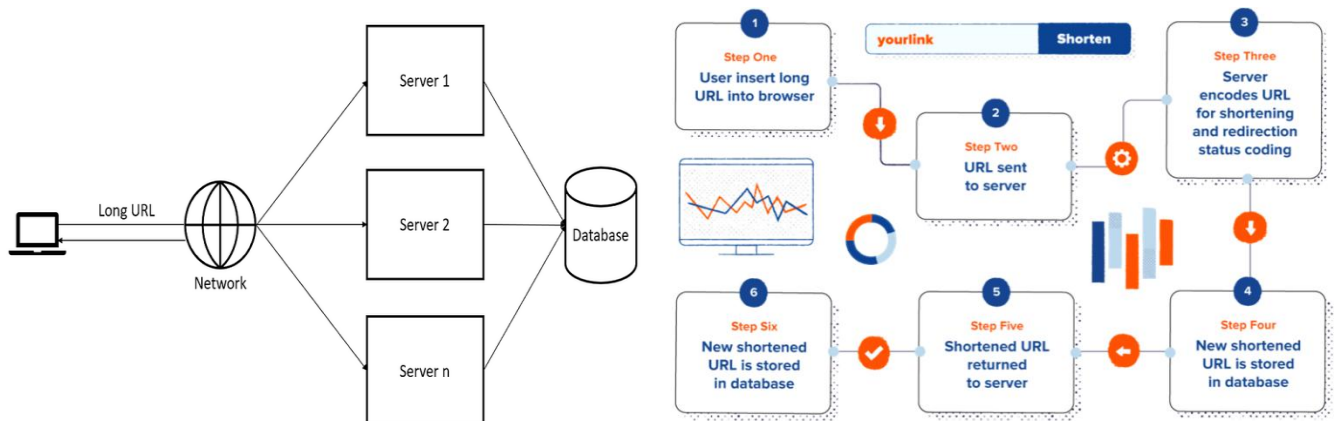 Server 1
Server 2
Server n
Long URL
Network
Database
yourlink
Shorten
1
Step One
User insert long
URL into browser
2
Step Two
URL sent
to server
3
Step Three
Server
encodes URL
for shortening
and redirection
status coding
4
Step Four
New shortened
URL is stored
in database
5
Step Five
Shortened URL
returned
to server
6
Step Six
New shortened
URL is stored
in database